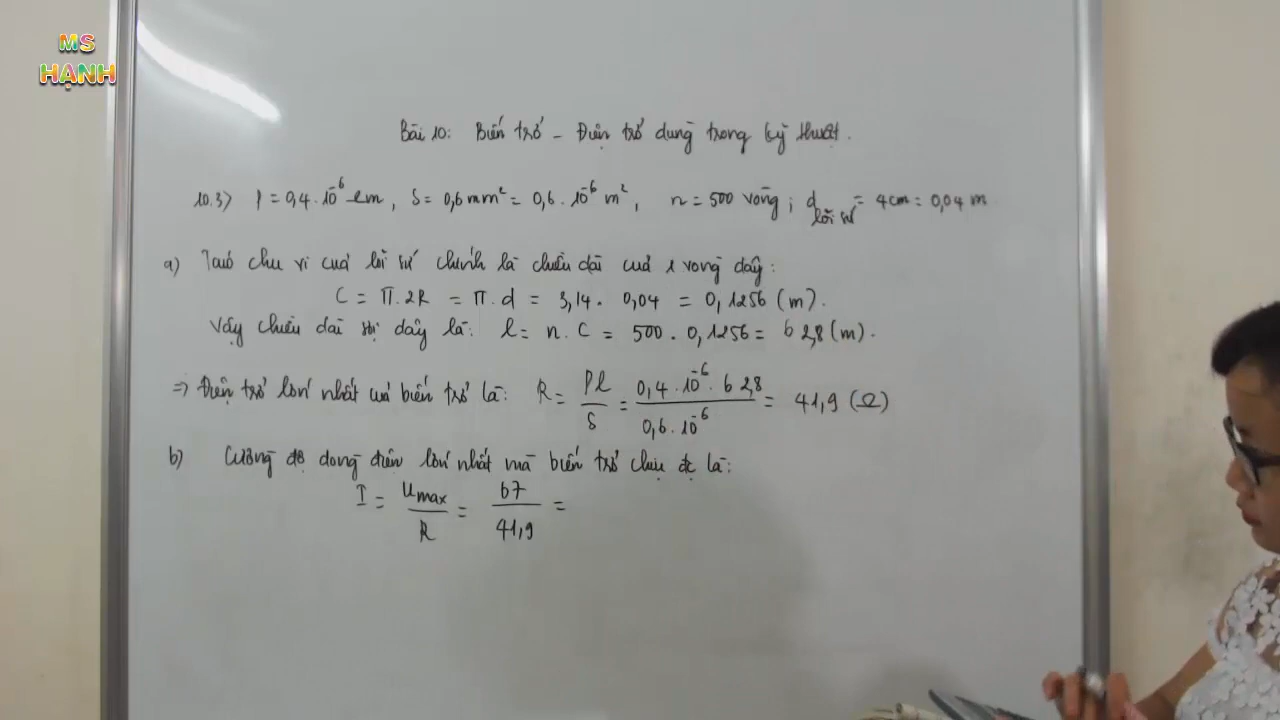 MS
HẠNH
Bài 10: Biến trở - Điện trở dùng trong kỹ thuật.
10.3> ρ = 0,4.10⁻⁶ Ωm, S = 0,6mm² = 0,6.10⁻⁶ m², n = 500 vòng; d lõi sứ = 4cm = 0,04 m
a) Ta có chu vi của lõi sứ chính là chiều dài của 1 vòng dây:
C = π.2R = π.d = 3,14. 0,04 = 0,1256 (m).
Vậy chiều dài sợi dây là: l = n.C = 500. 0,1256 = 62,8 (m).
=> Điện trở lớn nhất của biến trở là: R = ρl/S = 0,4.10⁻⁶.62,8/0,6.10⁻⁶ = 41,9 (Ω)
b) Cường độ dòng điện lớn nhất mà biến trở chịu đc là:
I = Umax/R = 67/41,9 =